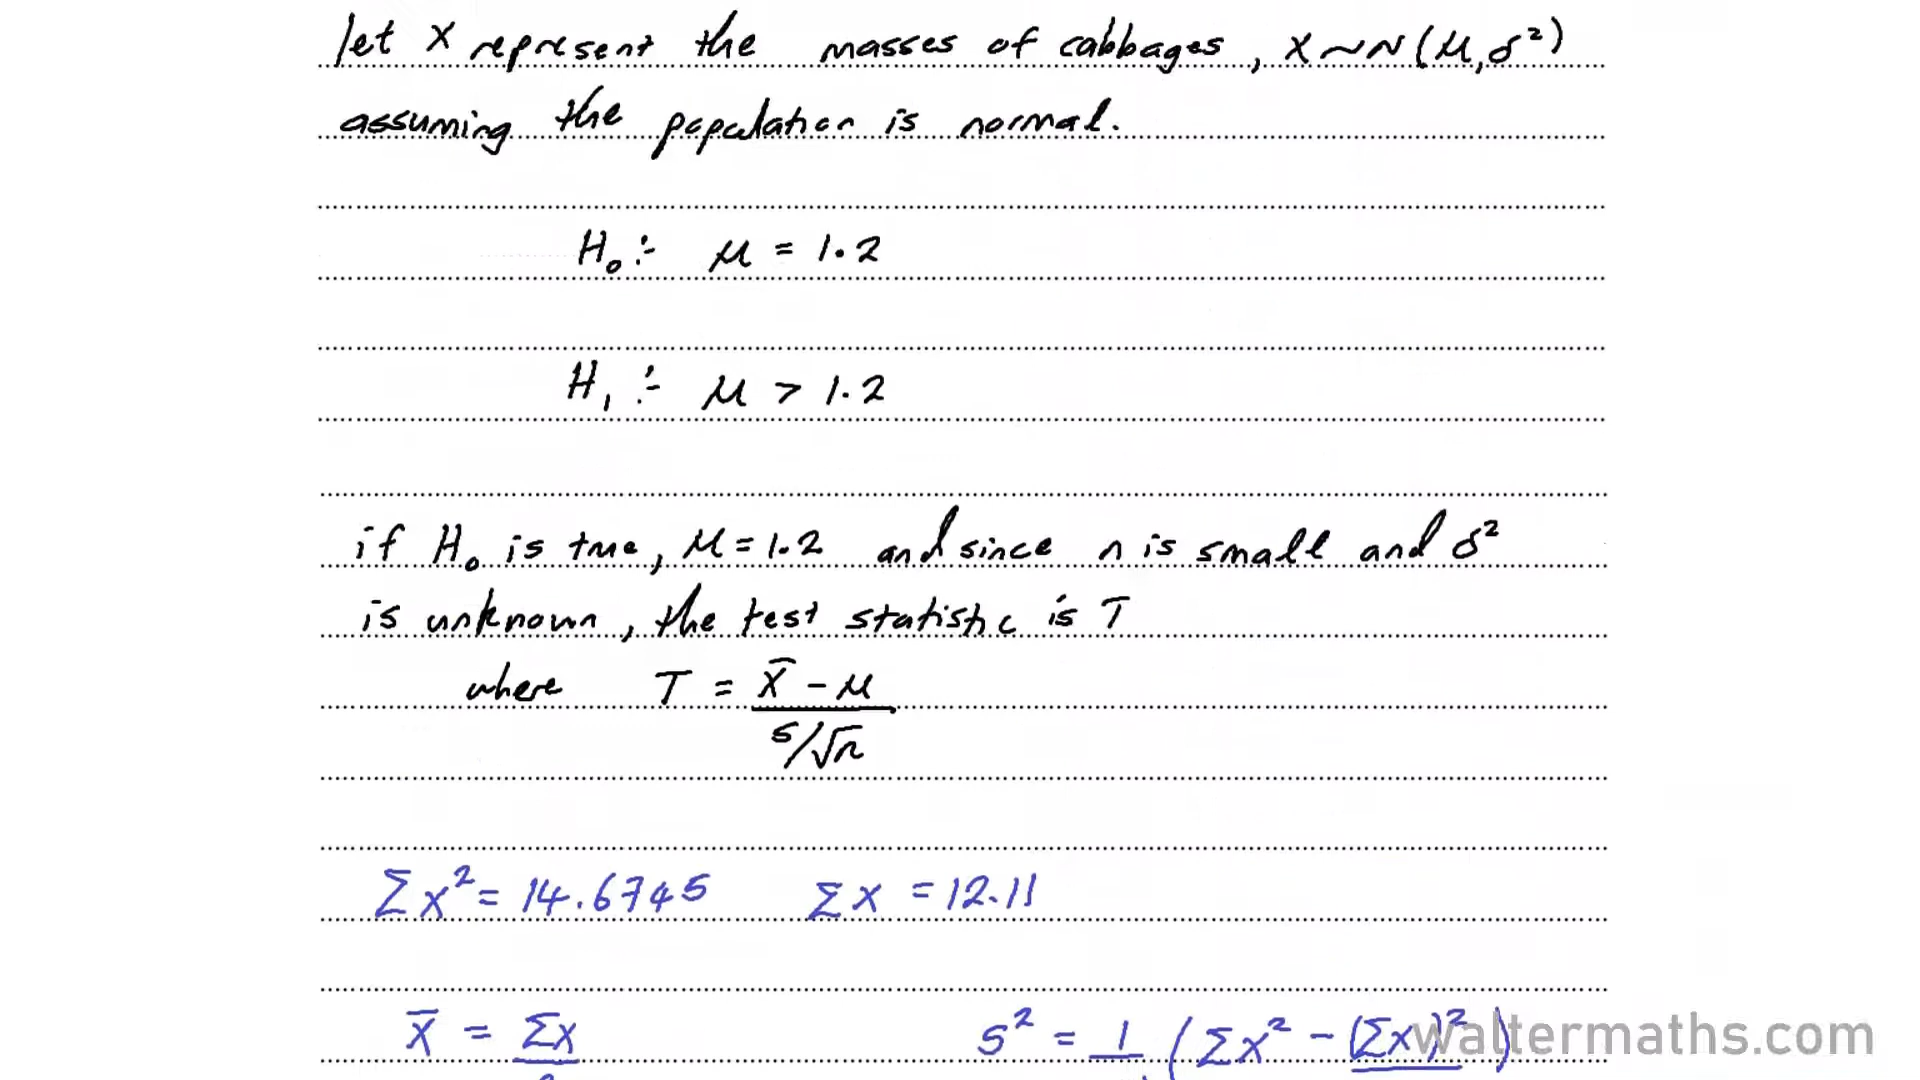 let X represent the masses of cabbages, X ~ N(μ, σ²)
assuming the population is normal.
H₀ :- μ = 1.2
H₁ :- μ > 1.2
if H₀ is true, μ = 1.2 and since n is small and σ²
is unknown, the test statistic is T
where T = X̄ - μ
s/√n
Σx² = 14.6745 Σx = 12.11
X̄ = Σx s² = 1 ( Σx² - (Σx)² )
waltermaths.com